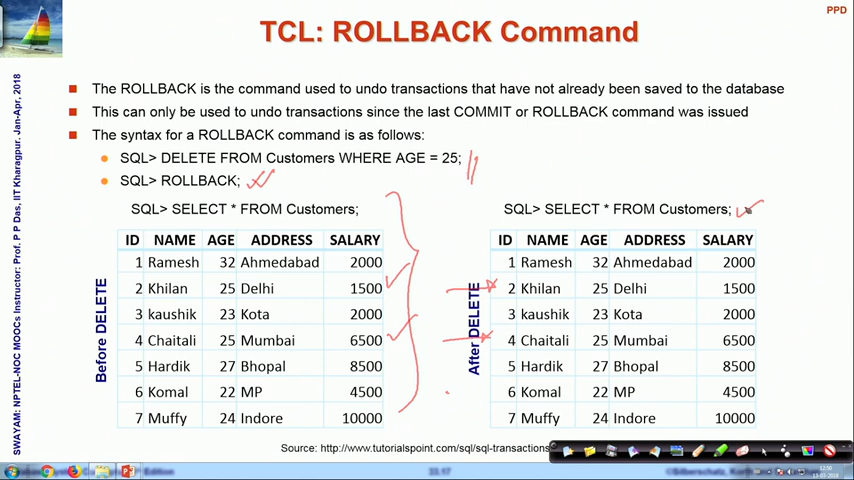 PPD
TCL: ROLLBACK Command
The ROLLBACK is the command used to undo transactions that have not already been saved to the database
This can only be used to undo transactions since the last COMMIT or ROLLBACK command was issued
The syntax for a ROLLBACK command is as follows:
SQL> DELETE FROM Customers WHERE AGE = 25;
SQL> ROLLBACK;
SQL> SELECT * FROM Customers;
Before DELETE
ID NAME AGE ADDRESS SALARY
1 Ramesh 32 Ahmedabad 2000
2 Khilan 25 Delhi 1500
3 kaushik 23 Kota 2000
4 Chaitali 25 Mumbai 6500
5 Hardik 27 Bhopal 8500
6 Komal 22 MP 4500
7 Muffy 24 Indore 10000
SQL> SELECT * FROM Customers;
After DELETE
ID NAME AGE ADDRESS SALARY
1 Ramesh 32 Ahmedabad 2000
2 Khilan 25 Delhi 1500
3 kaushik 23 Kota 2000
4 Chaitali 25 Mumbai 6500
5 Hardik 27 Bhopal 8500
6 Komal 22 MP 4500
7 Muffy 24 Indore 10000
Source: http://www.tutorialspoint.com/sql/sql-transactions
SWAYAM: NPTEL-NOC MOOCs Instructor: Prof. P P Das, IIT Kharagpur. Jan-Apr, 2018
Edition
33.17